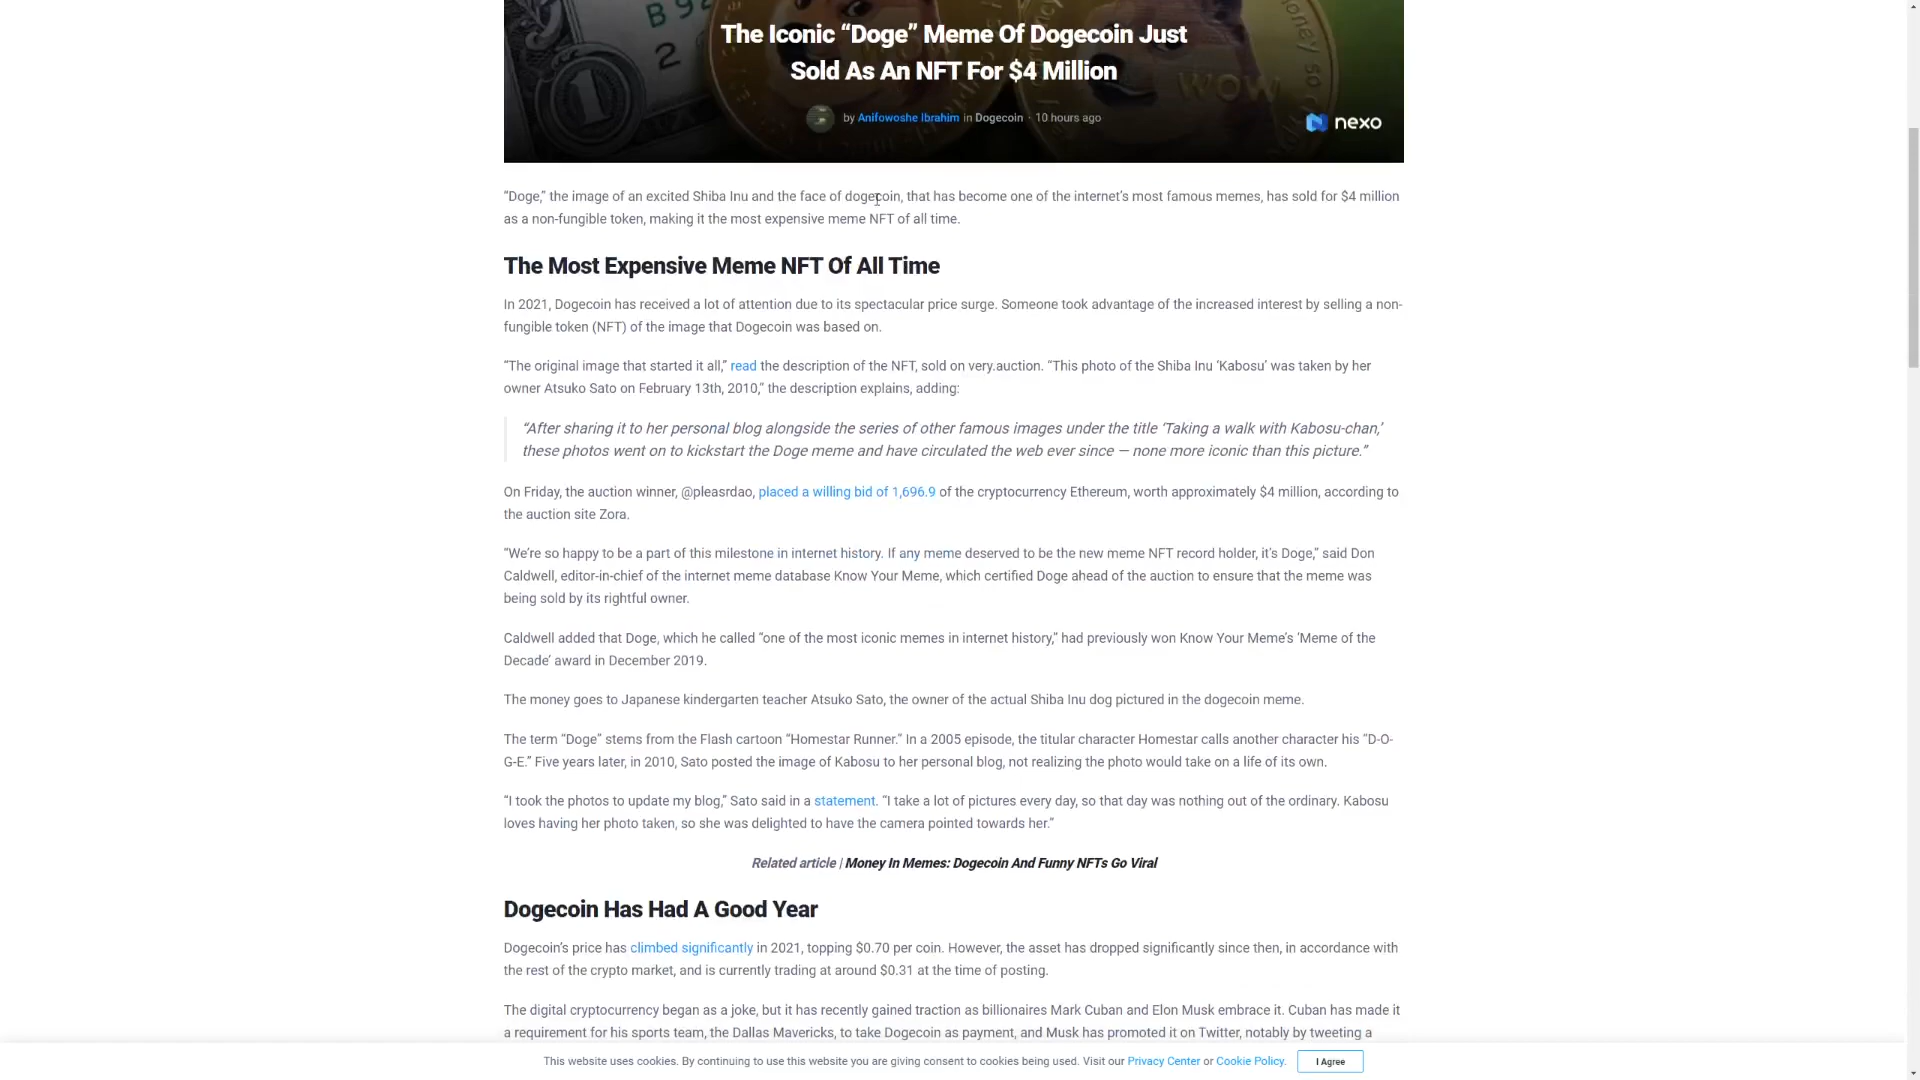 The Iconic “Doge” Meme Of Dogecoin Just
Sold As An NFT For $4 Million
by Anifowoshe Ibrahim in Dogecoin · 10 hours ago
nexo
“Doge,” the image of an excited Shiba Inu and the face of dogecoin, that has become one of the internet’s most famous memes, has sold for $4 million
as a non-fungible token, making it the most expensive meme NFT of all time.
The Most Expensive Meme NFT Of All Time
In 2021, Dogecoin has received a lot of attention due to its spectacular price surge. Someone took advantage of the increased interest by selling a non-
fungible token (NFT) of the image that Dogecoin was based on.
“The original image that started it all,” read the description of the NFT, sold on very.auction. “This photo of the Shiba Inu ‘Kabosu’ was taken by her
owner Atsuko Sato on February 13th, 2010,” the description explains, adding:
“After sharing it to her personal blog alongside the series of other famous images under the title ‘Taking a walk with Kabosu-chan,’
these photos went on to kickstart the Doge meme and have circulated the web ever since — none more iconic than this picture.”
On Friday, the auction winner, @pleasrdao, placed a willing bid of 1,696.9 of the cryptocurrency Ethereum, worth approximately $4 million, according to
the auction site Zora.
“We’re so happy to be a part of this milestone in internet history. If any meme deserved to be the new meme NFT record holder, it’s Doge,” said Don
Caldwell, editor-in-chief of the internet meme database Know Your Meme, which certified Doge ahead of the auction to ensure that the meme was
being sold by its rightful owner.
Caldwell added that Doge, which he called “one of the most iconic memes in internet history,” had previously won Know Your Meme’s ‘Meme of the
Decade’ award in December 2019.
The money goes to Japanese kindergarten teacher Atsuko Sato, the owner of the actual Shiba Inu dog pictured in the dogecoin meme.
The term “Doge” stems from the Flash cartoon “Homestar Runner.” In a 2005 episode, the titular character Homestar calls another character his “D-O-
G-E.” Five years later, in 2010, Sato posted the image of Kabosu to her personal blog, not realizing the photo would take on a life of its own.
“I took the photos to update my blog,” Sato said in a statement. “I take a lot of pictures every day, so that day was nothing out of the ordinary. Kabosu
loves having her photo taken, so she was delighted to have the camera pointed towards her.”
Related article | Money In Memes: Dogecoin And Funny NFTs Go Viral
Dogecoin Has Had A Good Year
Dogecoin’s price has climbed significantly in 2021, topping $0.70 per coin. However, the asset has dropped significantly since then, in accordance with
the rest of the crypto market, and is currently trading at around $0.31 at the time of posting.
The digital cryptocurrency began as a joke, but it has recently gained traction as billionaires Mark Cuban and Elon Musk embrace it. Cuban has made it
a requirement for his sports team, the Dallas Mavericks, to take Dogecoin as payment, and Musk has promoted it on Twitter, notably by tweeting a
This website uses cookies. By continuing to use this website you are giving consent to cookies being used. Visit our Privacy Center or Cookie Policy.
I Agree